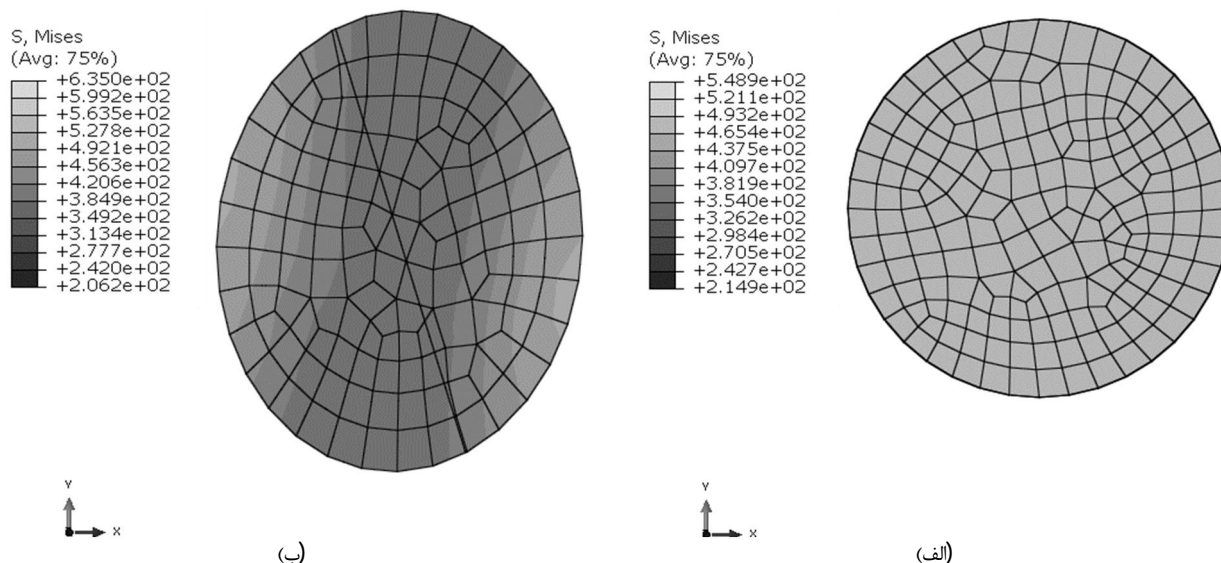 S, Mises
(Avg: 75%)
+6.350e+02
+5.992e+02
+5.635e+02
+5.278e+02
+4.921e+02
+4.563e+02
+4.206e+02
+3.849e+02
+3.492e+02
+3.134e+02
+2.777e+02
+2.420e+02
+2.062e+02
Y
X
(ب)
S, Mises
(Avg: 75%)
+5.489e+02
+5.211e+02
+4.932e+02
+4.654e+02
+4.375e+02
+4.097e+02
+3.819e+02
+3.540e+02
+3.262e+02
+2.984e+02
+2.705e+02
+2.427e+02
+2.149e+02
Y
X
(الف)